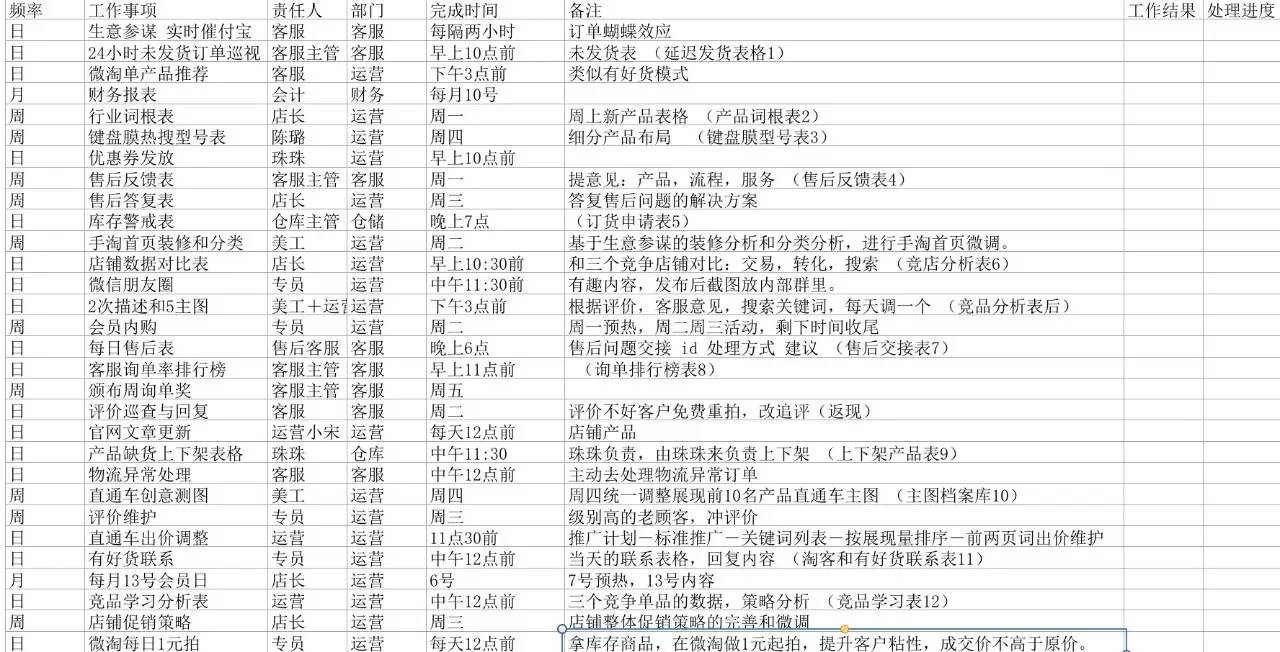 频率 工作事项 责任人 部门 完成时间 备注 工作结果 处理进度
日 生意参谋 实时催付宝 客服 客服 每隔两小时 订单蝴蝶效应
日 24小时未发货订单巡视 客服主管 客服 早上10点前 未发货表 （延迟发货表格1）
日 微淘单产品推荐 客服 运营 下午3点前 类似有好货模式
月 财务报表 会计 财务 每月10号
周 行业词根表 店长 运营 周一 周上新产品表格 （产品词根表2）
周 键盘膜热搜型号表 陈璐 运营 周四 细分产品布局 （键盘膜型号表3）
日 优惠券发放 珠珠 运营 早上10点前
周 售后反馈表 客服主管 客服 周一 提意见：产品，流程，服务 （售后反馈表4）
周 售后答复表 店长 运营 周三 答复售后问题的解决方案
日 库存警戒表 仓库主管 仓储 晚上7点 （订货申请表5）
周 手淘首页装修和分类 美工 运营 周二 基于生意参谋的装修分析和分类分析，进行手淘首页微调。
日 店铺数据对比表 店长 运营 早上10:30前 和三个竞争店铺对比：交易，转化，搜索 （竞店分析表6）
日 微信朋友圈 专员 运营 中午11:30前 有趣内容，发布后截图放内部群里。
日 2次描述和5主图 美工＋运营 运营 下午3点前 根据评价，客服意见，搜索关键词，每天调一个 （竞品分析表后）
周 会员内购 专员 运营 周二 周一预热，周二周三活动，剩下时间收尾
日 每日售后表 售后客服 客服 晚上6点 售后问题交接 id 处理方式 建议 （售后交接表7）
日 客服询单率排行榜 客服主管 客服 早上11点前 （询单排行榜表8）
周 颁布周询单奖 客服主管 客服 周五
日 评价巡查与回复 客服 客服 周二 评价不好客户免费重拍，改追评（返现）
日 官网文章更新 运营小宋 运营 每天12点前 店铺产品
日 产品缺货上下架表格 珠珠 仓库 中午11:30 珠珠负责，由珠珠来负责上下架 （上下架产品表9）
日 物流异常处理 客服 客服 中午12点前 主动去处理物流异常订单
周 直通车创意测图 美工 运营 周四 周四统一调整展现前10名产品直通车主图 （主图档案库10）
周 评价维护 专员 运营 周三 级别高的老顾客，冲评价
日 直通车出价调整 运营 运营 11点30前 推广计划－标准推广－关键词列表－按展现量排序－前两页词出价维护
日 有好货联系 专员 运营 中午12点前 当天的联系表格，回复内容 （淘客和有好货联系表11）
月 每月13号会员日 店长 运营 6号 7号预热，13号内容
日 竞品学习分析表 运营 运营 中午12点前 三个竞争单品的数据，策略分析 （竞品学习表12）
周 店铺促销策略 店长 运营 周三 店铺整体促销策略的完善和微调
日 微淘每日1元拍 专员 运营 每天12点前 拿库存商品，在微淘做1元起拍，提升客户粘性，成交价不高于原价。